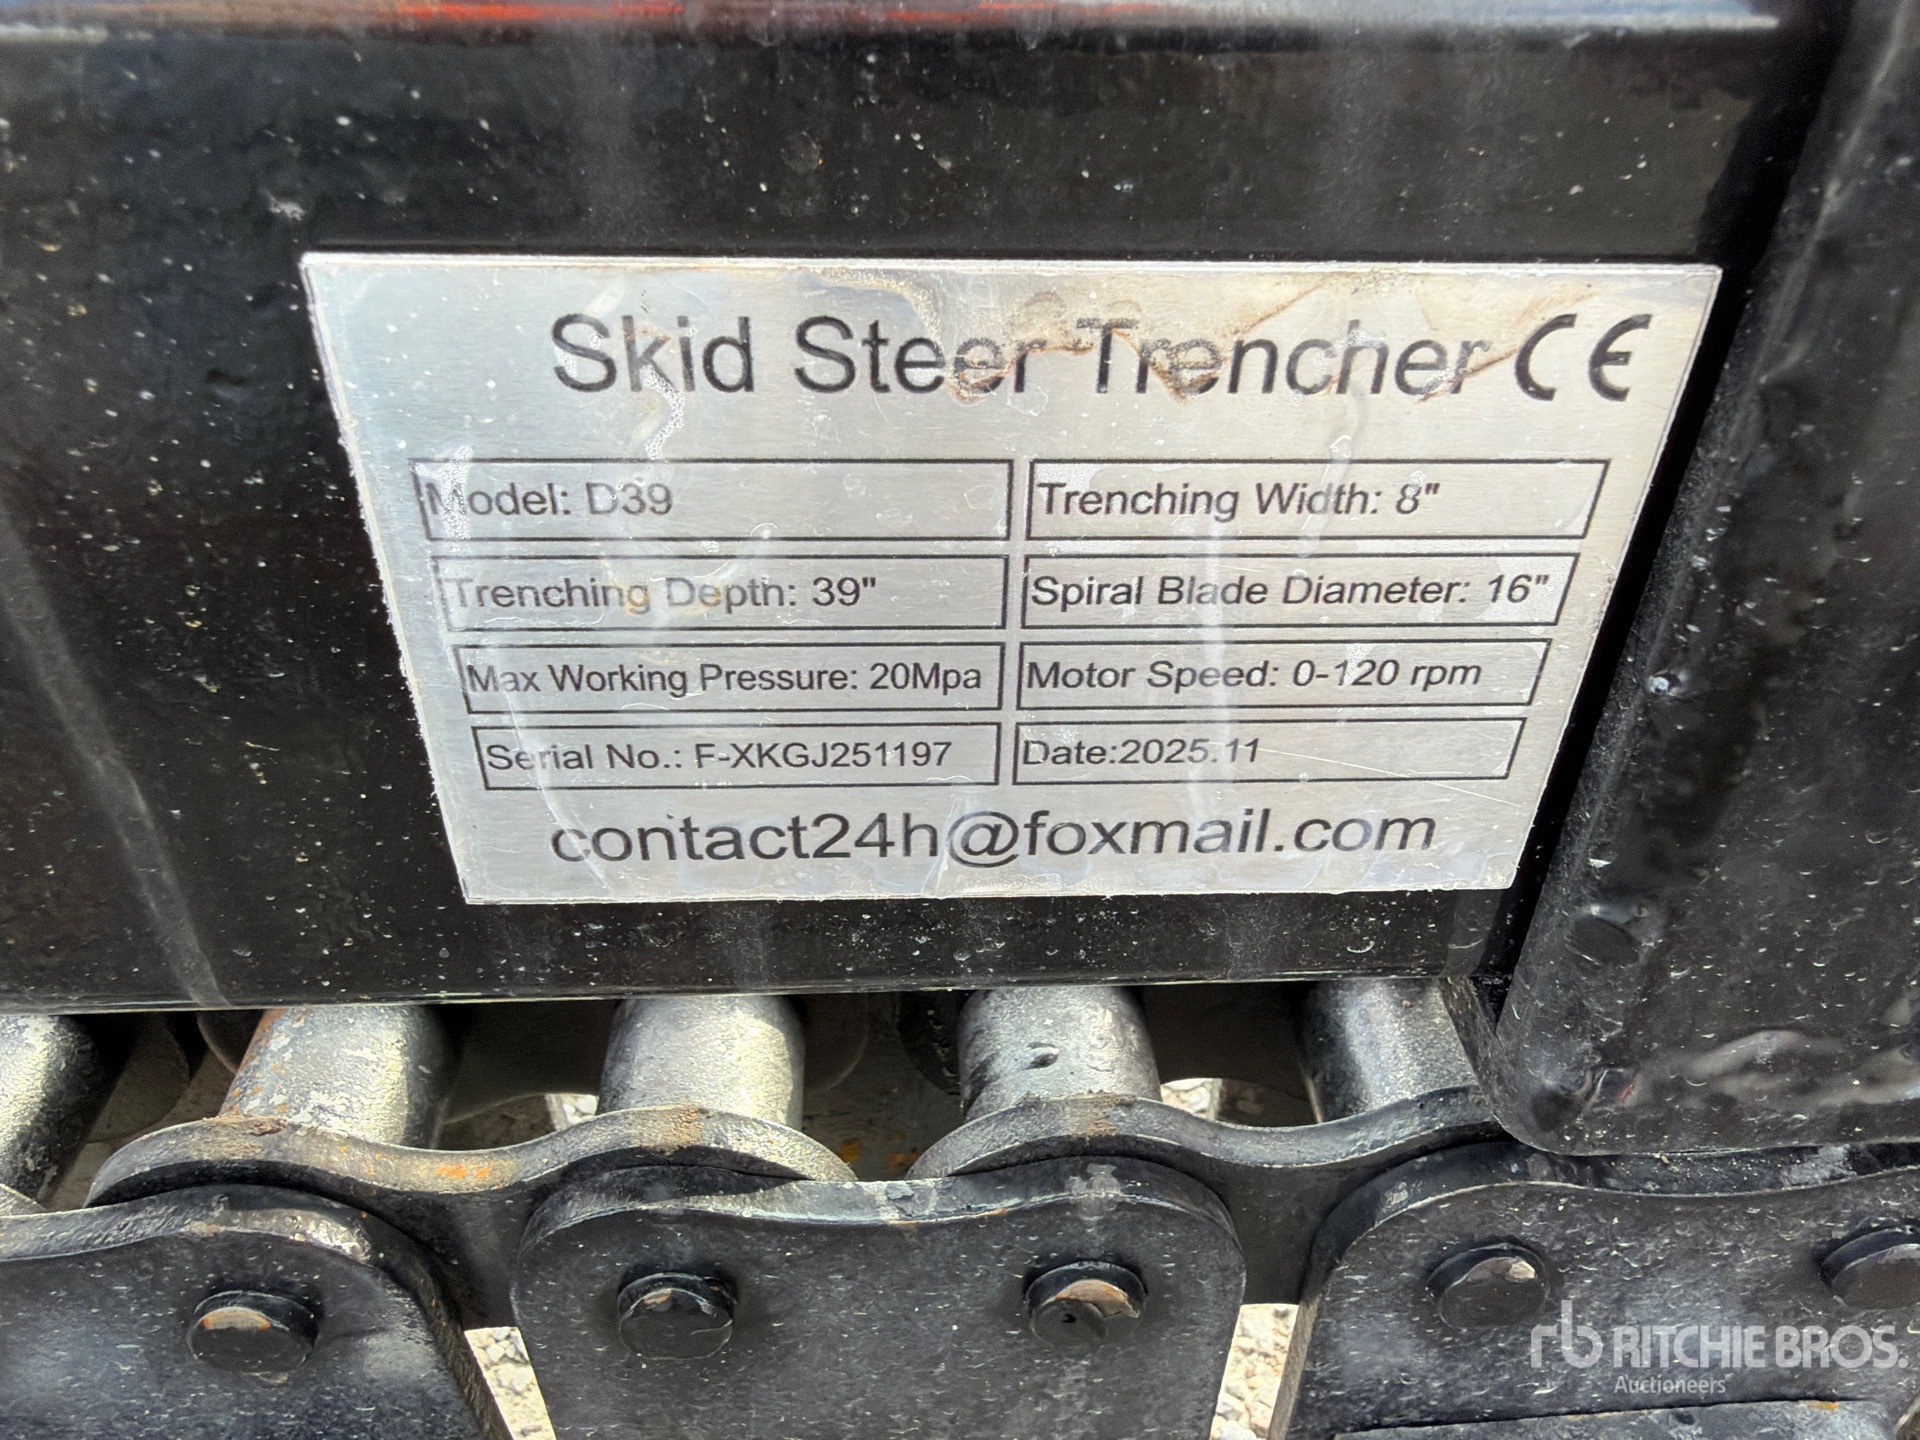 Skid Steer Trencher CE
Model: D39
Trenching Width: 8"
Trenching Depth: 39"
Spiral Blade Diameter: 16"
Max Working Pressure: 20Mpa
Motor Speed: 0-120 rpm
Serial No.: F-XKGJ251197
Date:2025.11
contact24h@foxmail.com
rb RITCHIE BROS.
Auctioneers